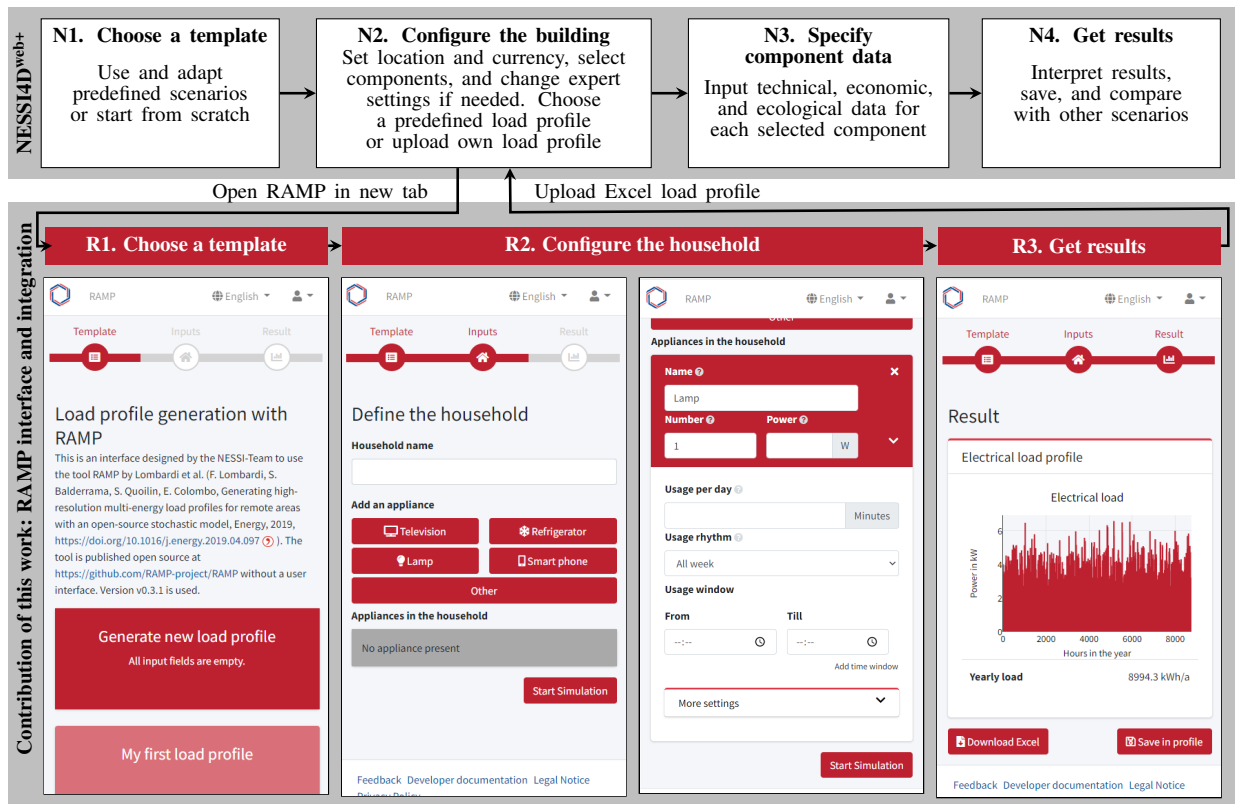 NESSI4D^web+
N1. Choose a template
Use and adapt
predefined scenarios
or start from scratch
N2. Configure the building
Set location and currency, select
components, and change expert
settings if needed. Choose
a predefined load profile
or upload own load profile
N3. Specify
component data
Input technical, economic,
and ecological data for
each selected component
N4. Get results
Interpret results,
save, and compare
with other scenarios
Open RAMP in new tab
Upload Excel load profile
Contribution of this work: RAMP interface and integration
R1. Choose a template
R2. Configure the household
R3. Get results
RAMP
English
Template
Inputs
Result
Load profile generation with
RAMP
This is an interface designed by the NESSI-Team to use
the tool RAMP by Lombardi et al. (F. Lombardi, S.
Balderrama, S. Quoilin, E. Colombo, Generating high-
resolution multi-energy load profiles for remote areas
with an open-source stochastic model, Energy, 2019,
https://doi.org/10.1016/j.energy.2019.04.097 ). The
tool is published open source at
https://github.com/RAMP-project/RAMP without a user
interface. Version v0.3.1 is used.
Generate new load profile
All input fields are empty.
My first load profile
RAMP
English
Template
Inputs
Result
Define the household
Household name
Add an appliance
Television
Refrigerator
Lamp
Smart phone
Other
Appliances in the household
No appliance present
Start Simulation
Feedback Developer documentation Legal Notice
Privacy Policy
RAMP
English
Other
Appliances in the household
Name
Lamp
Number
Power
1
W
Usage per day
Minutes
Usage rhythm
All week
Usage window
From
Till
--:--
--:--
Add time window
More settings
Start Simulation
RAMP
English
Template
Inputs
Result
Result
Electrical load profile
Electrical load
Power in kW
6
4
2
0
0
2000
4000
6000
8000
Hours in the year
Yearly load
8994.3 kWh/a
Download Excel
Save in profile
Feedback Developer documentation Legal Notice